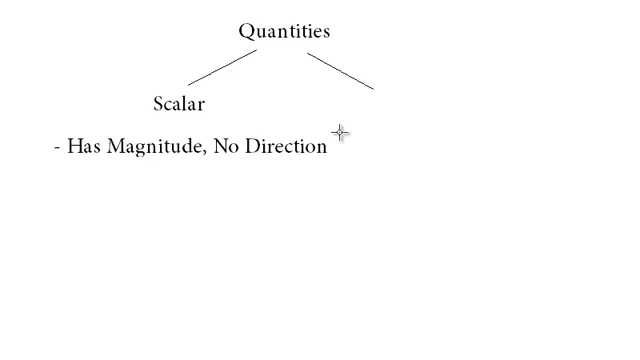 Quantities
Scalar
- Has Magnitude, No Direction